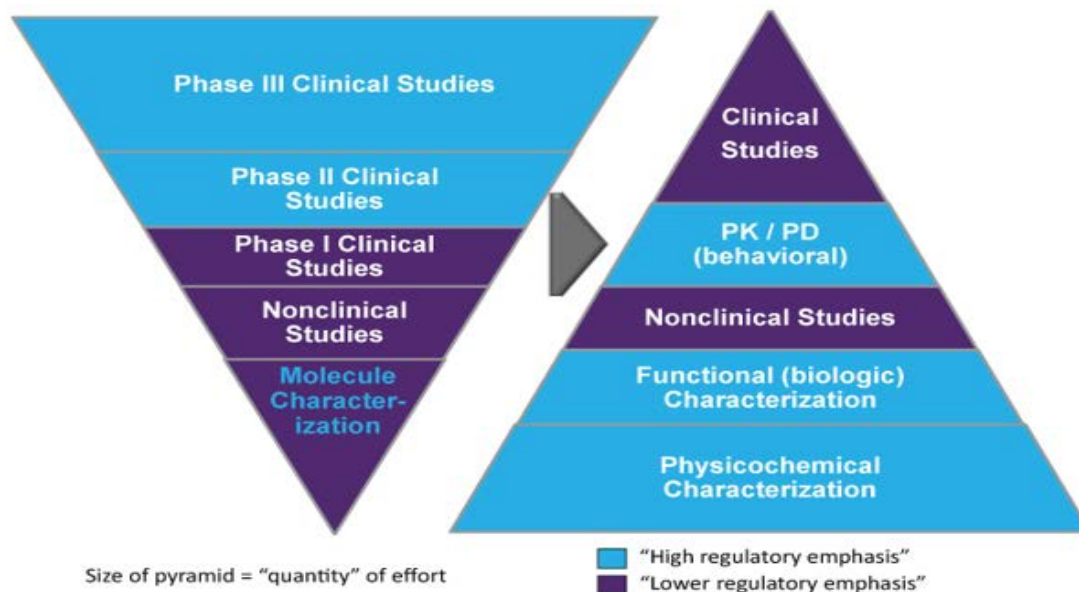 Phase III Clinical Studies
Phase II Clinical
Studies
Phase I Clinical
Studies
Nonclinical
Studies
Molecule
Character-
ization
Clinical
Studies
PK / PD
(behavioral)
Nonclinical Studies
Functional (biologic)
Characterization
Physicochemical
Characterization
Size of pyramid = “quantity” of effort
“High regulatory emphasis”
“Lower regulatory emphasis”